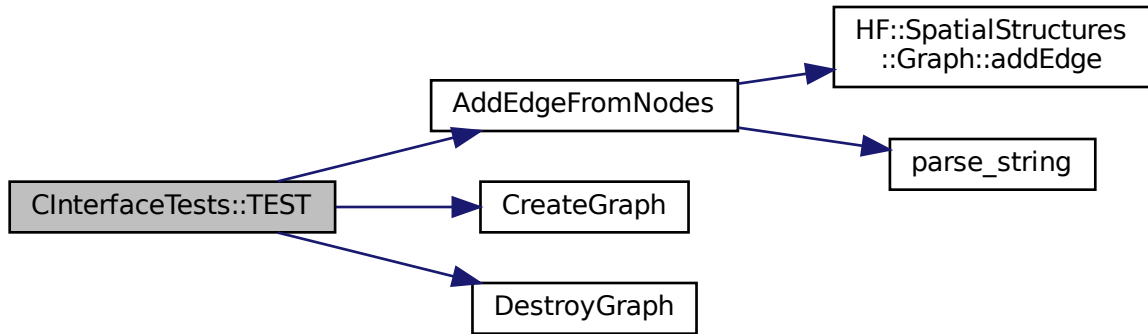 HF::SpatialStructures
::Graph::addEdge
AddEdgeFromNodes
parse_string
CInterfaceTests::TEST
CreateGraph
DestroyGraph